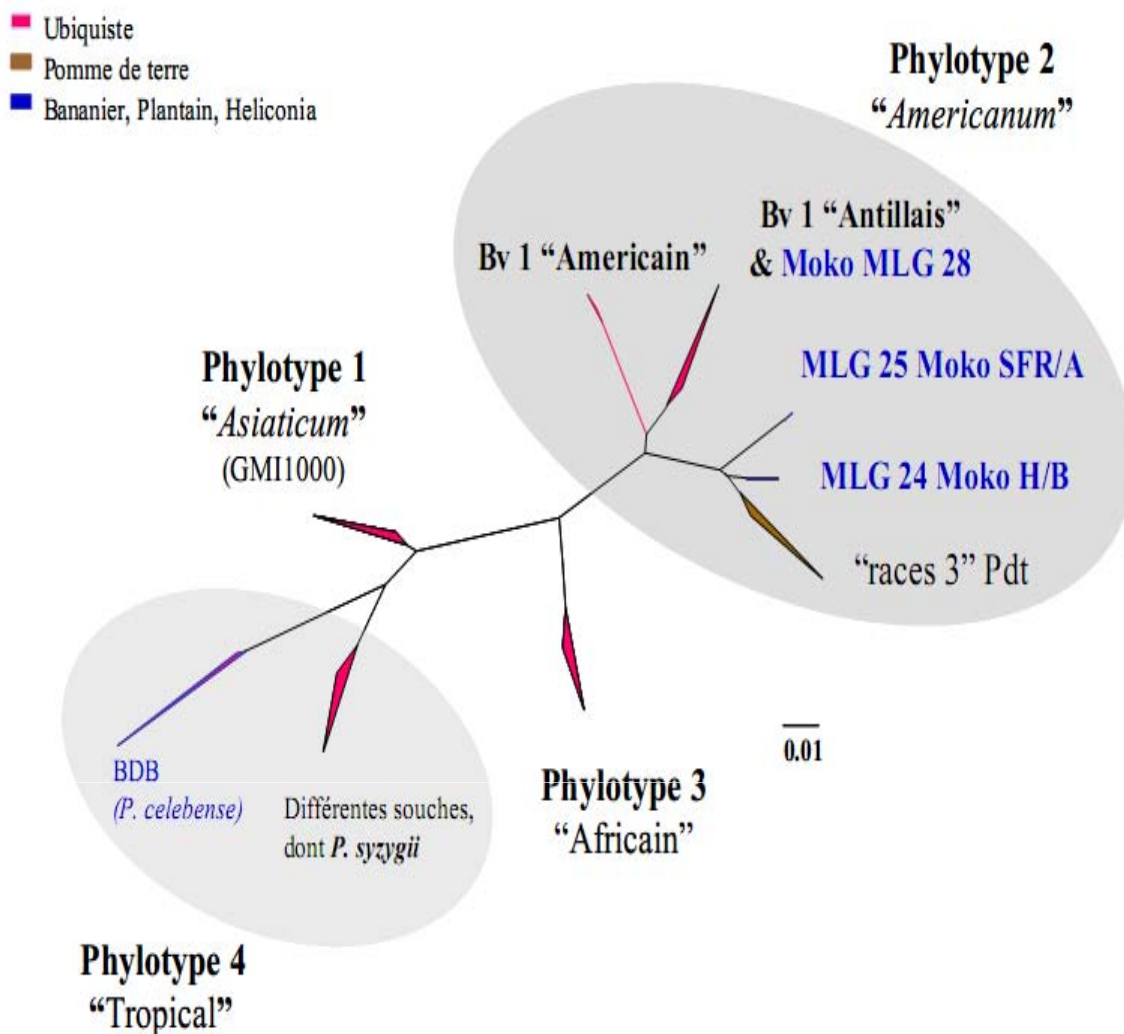 Ubiquiste
Pomme de terre
Bananier, Plantain, Heliconia
Phylotype 2
“Americanum”
Bv 1 “Antillais”
& Moko MLG 28
Bv 1 “Americain”
MLG 25 Moko SFR/A
MLG 24 Moko H/B
“races 3” Pdt
Phylotype 1
“Asiaticum”
(GMI1000)
0.01
Phylotype 3
“Africain”
BDB
(P. celebense)
Différentes souches,
dont P. syzygii
Phylotype 4
“Tropical”